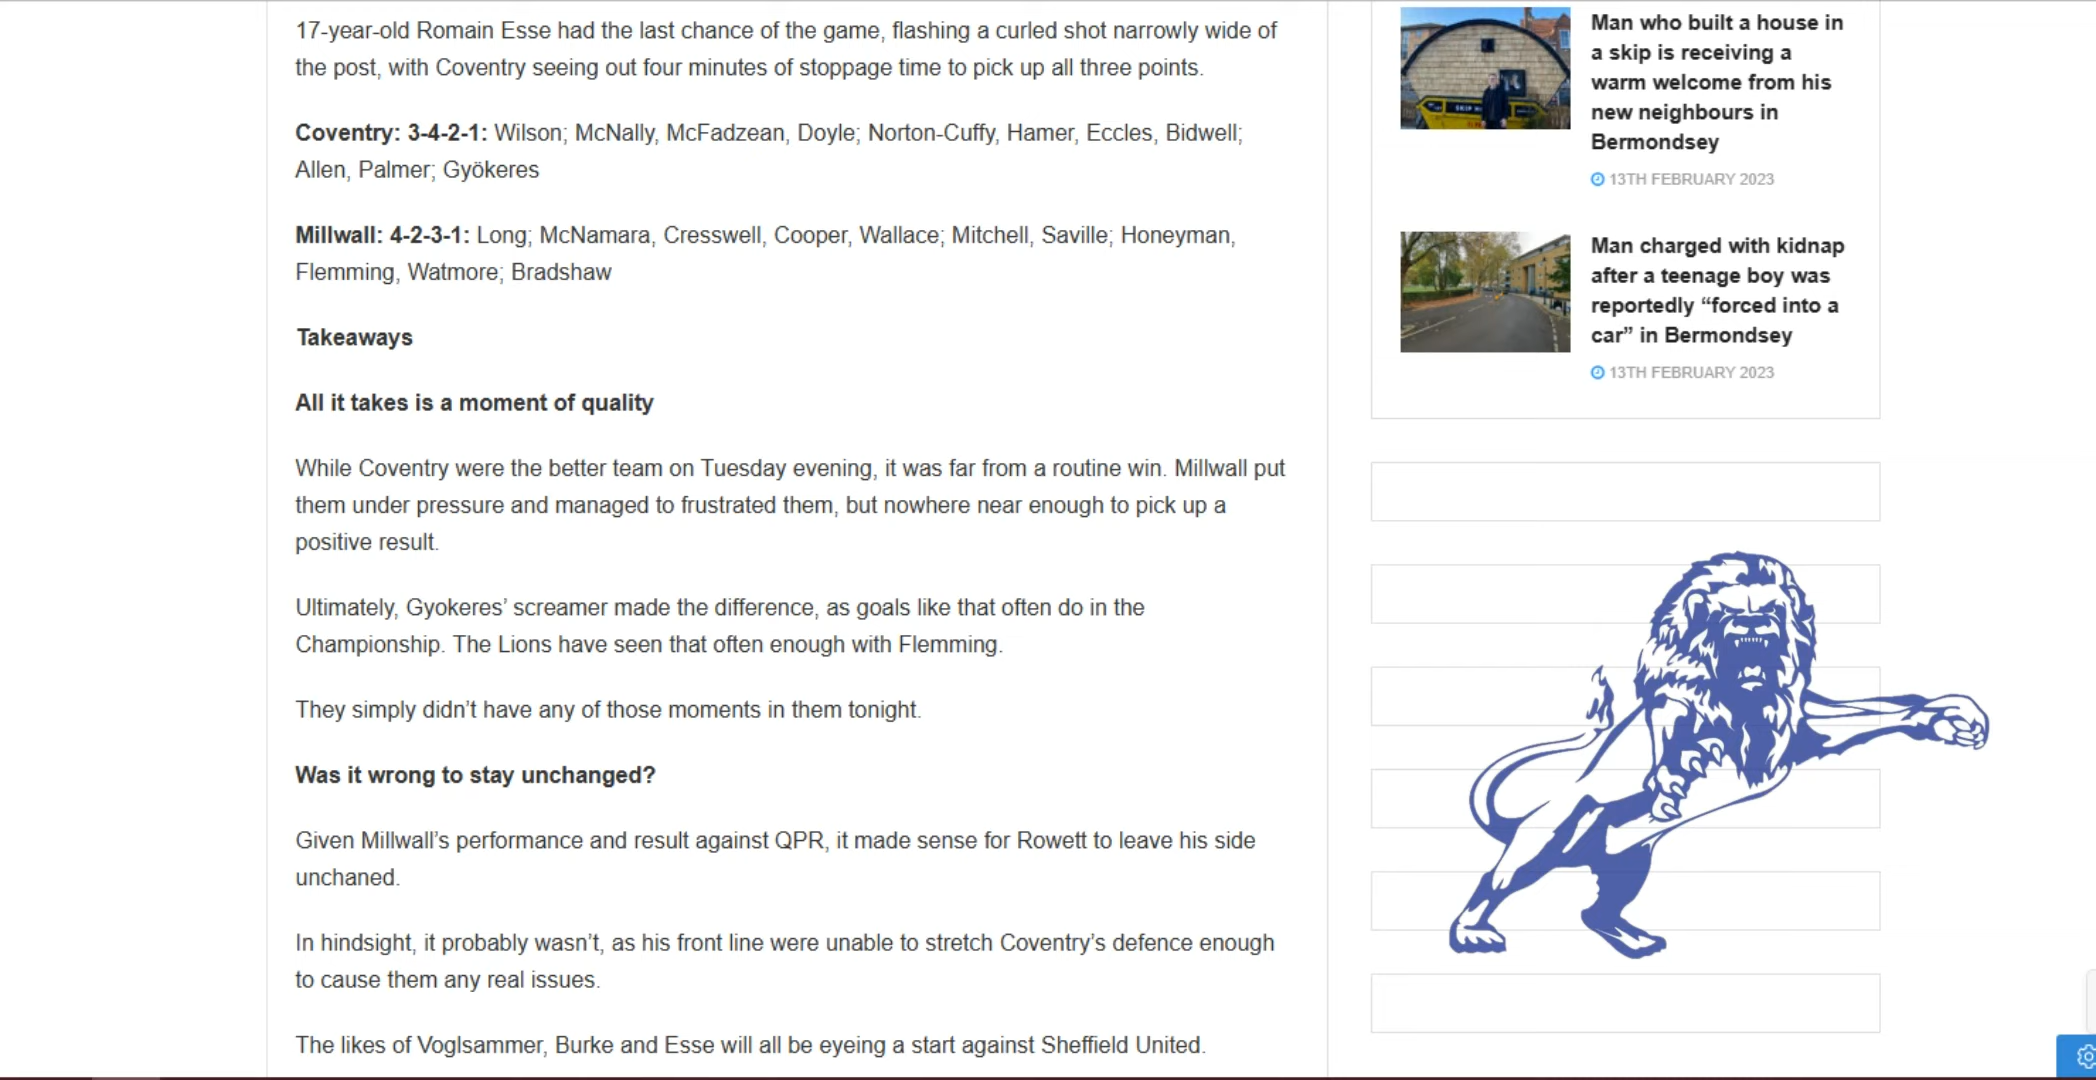 17-year-old Romain Esse had the last chance of the game, flashing a curled shot narrowly wide of
the post, with Coventry seeing out four minutes of stoppage time to pick up all three points.
Coventry: 3-4-2-1: Wilson; McNally, McFadzean, Doyle; Norton-Cuffy, Hamer, Eccles, Bidwell;
Allen, Palmer; Gyökeres
Millwall: 4-2-3-1: Long; McNamara, Cresswell, Cooper, Wallace; Mitchell, Saville; Honeyman,
Flemming, Watmore; Bradshaw
Takeaways
All it takes is a moment of quality
While Coventry were the better team on Tuesday evening, it was far from a routine win. Millwall put
them under pressure and managed to frustrated them, but nowhere near enough to pick up a
positive result.
Ultimately, Gyokeres’ screamer made the difference, as goals like that often do in the
Championship. The Lions have seen that often enough with Flemming.
They simply didn’t have any of those moments in them tonight.
Was it wrong to stay unchanged?
Given Millwall’s performance and result against QPR, it made sense for Rowett to leave his side
unchaned.
In hindsight, it probably wasn’t, as his front line were unable to stretch Coventry’s defence enough
to cause them any real issues.
The likes of Voglsammer, Burke and Esse will all be eyeing a start against Sheffield United.
Man who built a house in
a skip is receiving a
warm welcome from his
new neighbours in
Bermondsey
13TH FEBRUARY 2023
Man charged with kidnap
after a teenage boy was
reportedly “forced into a
car” in Bermondsey
13TH FEBRUARY 2023